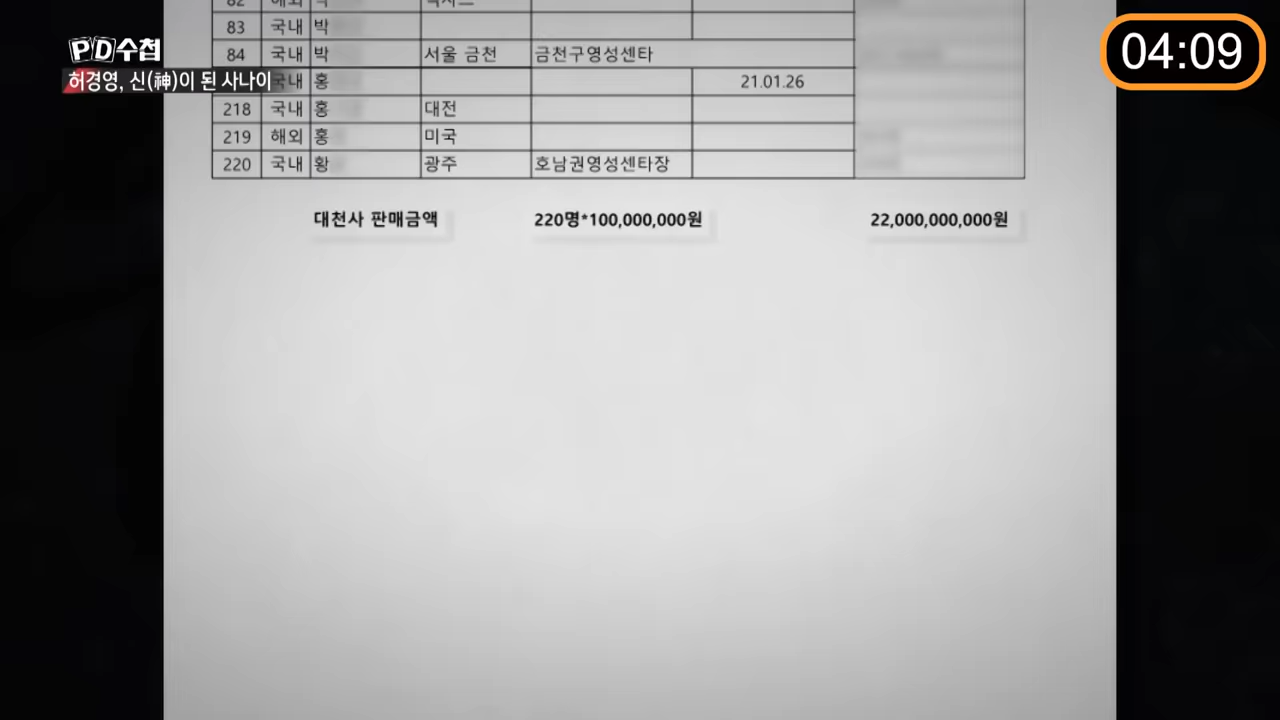 PD수첩
허경영, 신(神)이 된 사나이
04:09
82 해외 박
83 국내 박
84 국내 박 서울 금천 금천구영성센타
국내 홍 21.01.26
218 국내 홍 대전
219 해외 홍 미국
220 국내 황 광주 호남권영성센타장
대천사 판매금액 220명*100,000,000원 22,000,000,000원